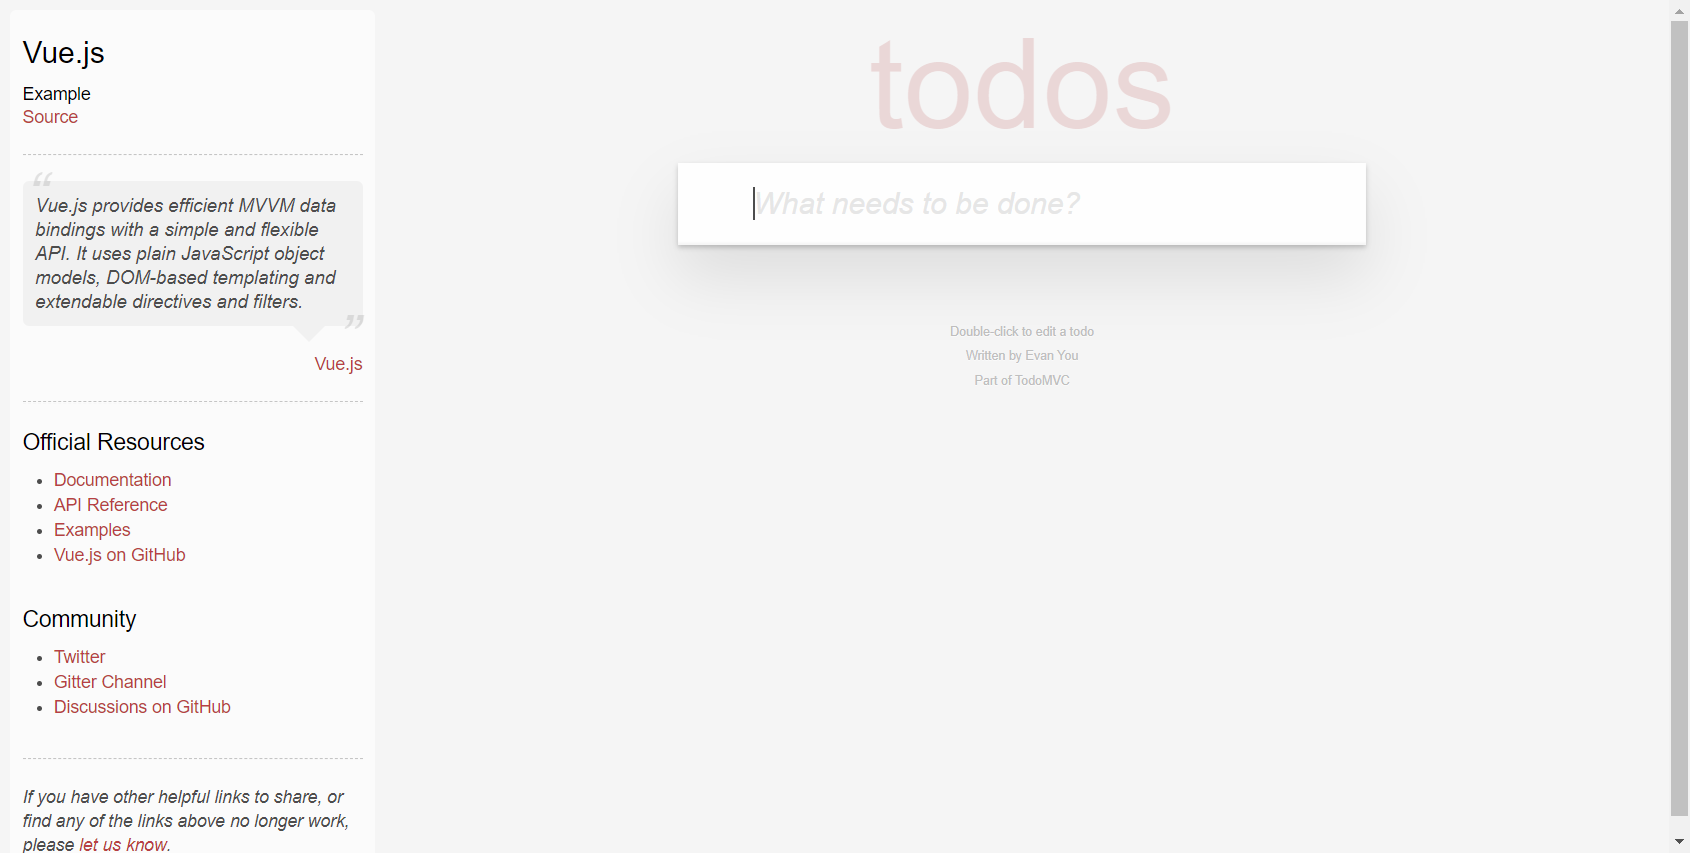 Vue.js
Example
Source
“
Vue.js provides efficient MVVM data
bindings with a simple and flexible
API. It uses plain JavaScript object
models, DOM-based templating and
extendable directives and filters.
”
Vue.js
Official Resources
Documentation
API Reference
Examples
Vue.js on GitHub
Community
Twitter
Gitter Channel
Discussions on GitHub
If you have other helpful links to share, or
find any of the links above no longer work,
please let us know.
todos
What needs to be done?
Double-click to edit a todo
Written by Evan You
Part of TodoMVC